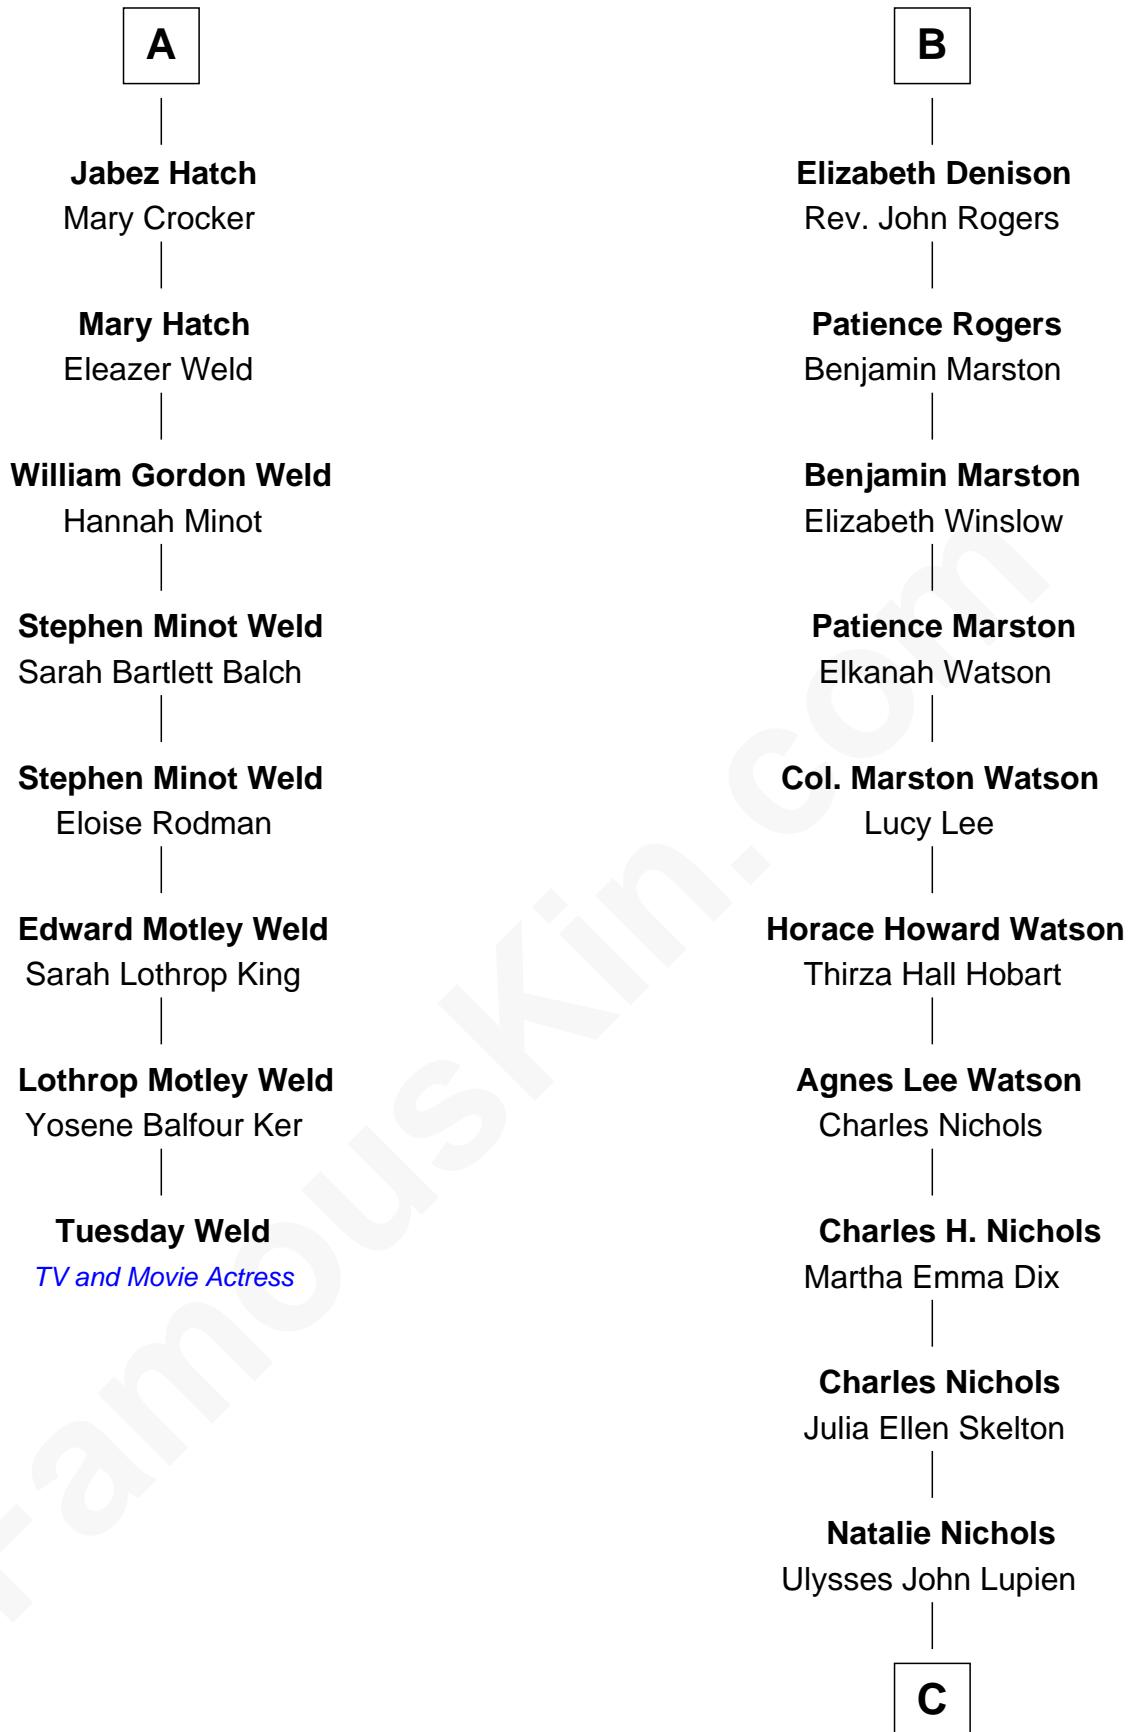 A
Jabez Hatch
Mary Crocker
Mary Hatch
Eleazer Weld
William Gordon Weld
Hannah Minot
Stephen Minot Weld
Sarah Bartlett Balch
Stephen Minot Weld
Eloise Rodman
Edward Motley Weld
Sarah Lothrop King
Lothrop Motley Weld
Yosene Balfour Ker
Tuesday Weld
TV and Movie Actress
B
Elizabeth Denison
Rev. John Rogers
Patience Rogers
Benjamin Marston
Benjamin Marston
Elizabeth Winslow
Patience Marston
Elkanah Watson
Col. Marston Watson
Lucy Lee
Horace Howard Watson
Thirza Hall Hobart
Agnes Lee Watson
Charles Nichols
Charles H. Nichols
Martha Emma Dix
Charles Nichols
Julia Ellen Skelton
Natalie Nichols
Ulysses John Lupien
C
FamousKin.com